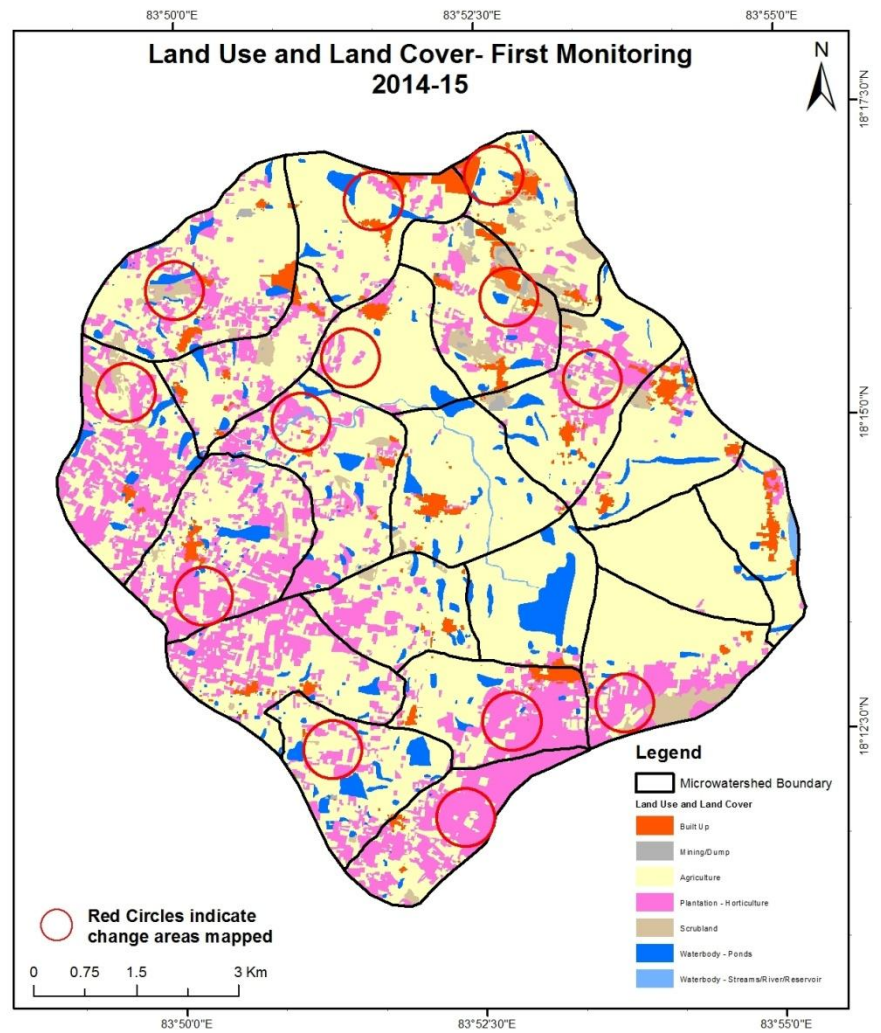 83°50'0"E 83°52'30"E 83°55'0"E
Land Use and Land Cover- First Monitoring
2014-15
N
18°17'30"N
18°15'0"N
18°12'30"N
Legend
Microwatershed Boundary
Land Use and Land Cover
Built Up
Mining/Dump
Agriculture
Plantation - Horticulture
Scrubland
Waterbody - Ponds
Waterbody - Streams/River/Reservoir
Red Circles indicate
change areas mapped
0 0.75 1.5 3 Km
83°50'0"E 83°52'30"E 83°55'0"E